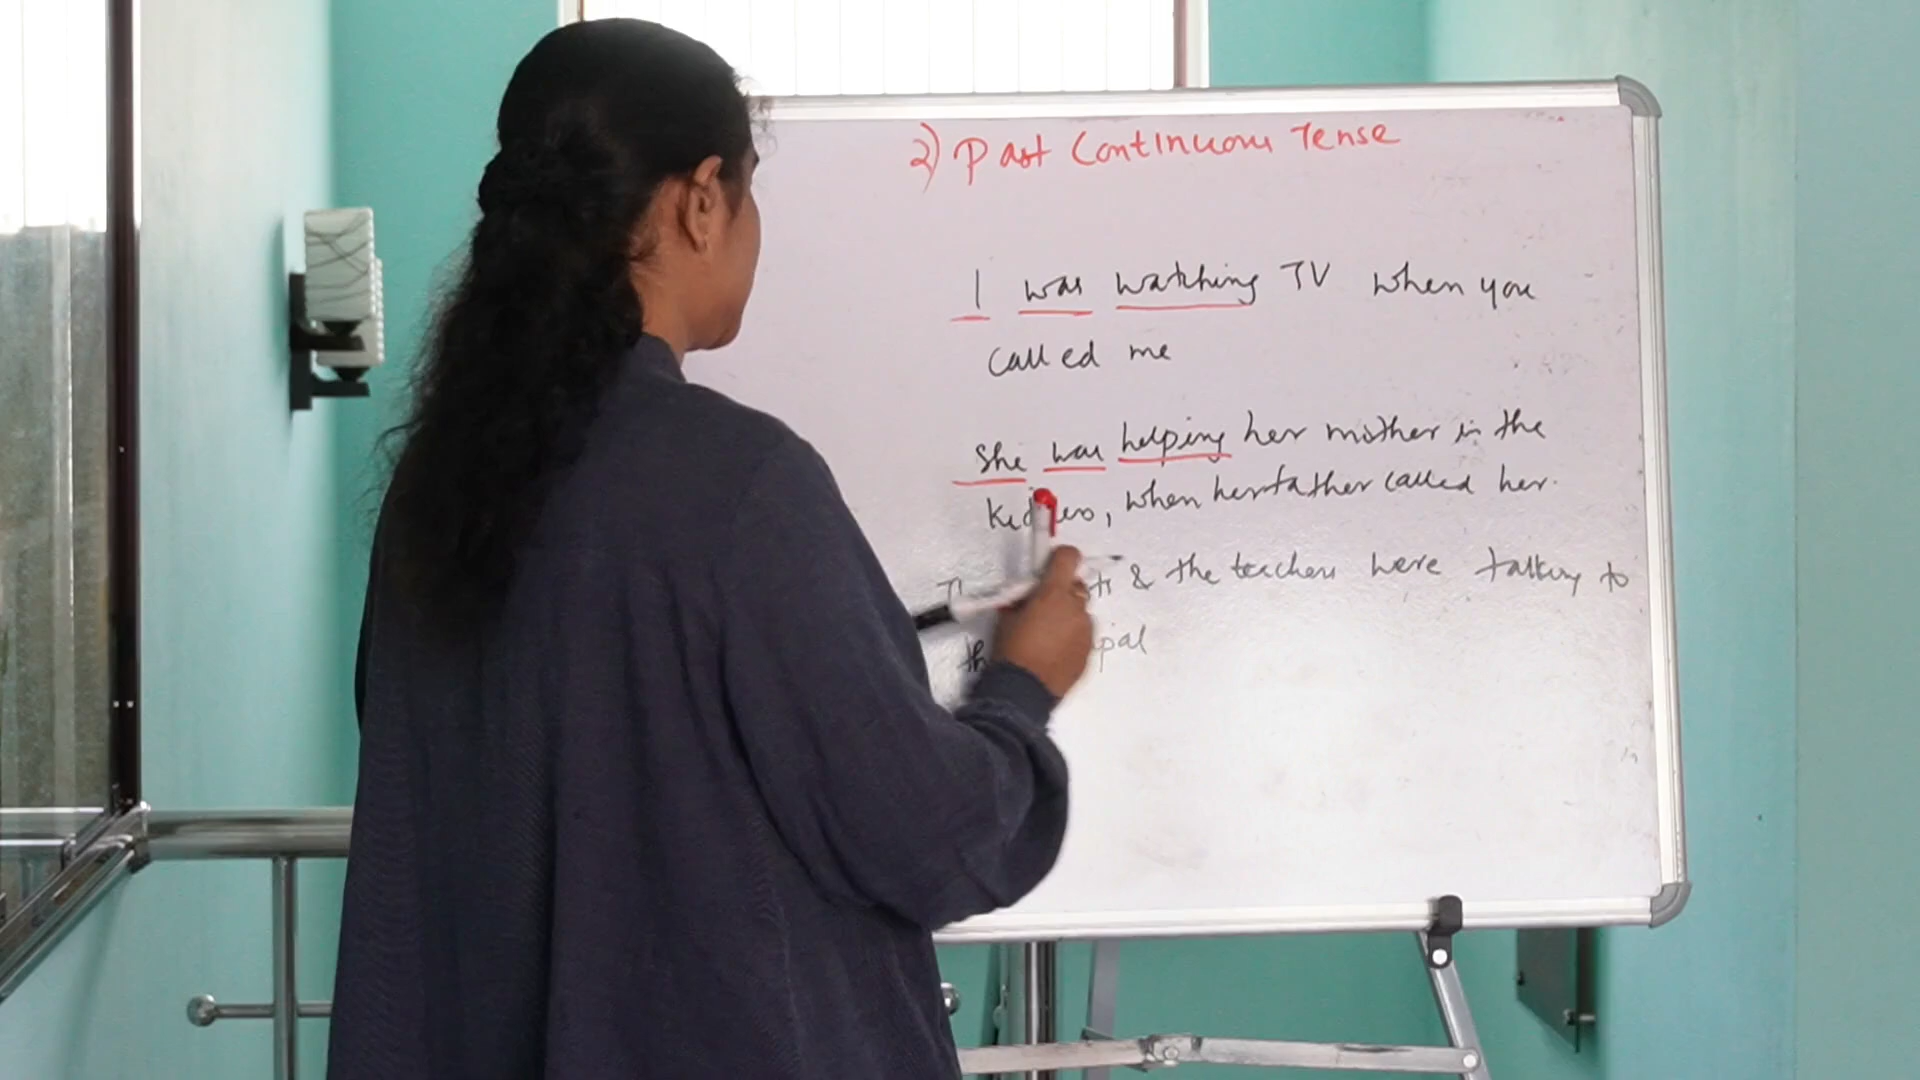 2) Past Continuous Tense
I was watching TV when you
called me
She was helping her mother in the
, when her father called her.
& the teachers were talking to